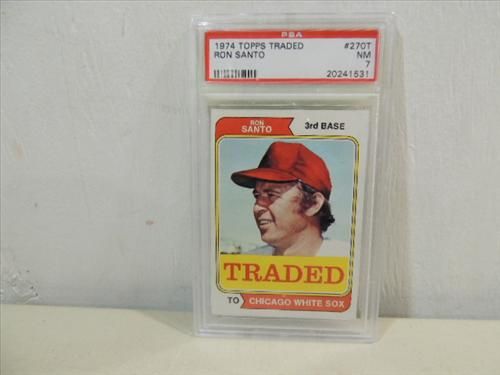 PSA
1974 TOPPS TRADED #270T
RON SANTO NM
7
20241531
RON
SANTO
3rd BASE
TRADED
TO CHICAGO WHITE SOX